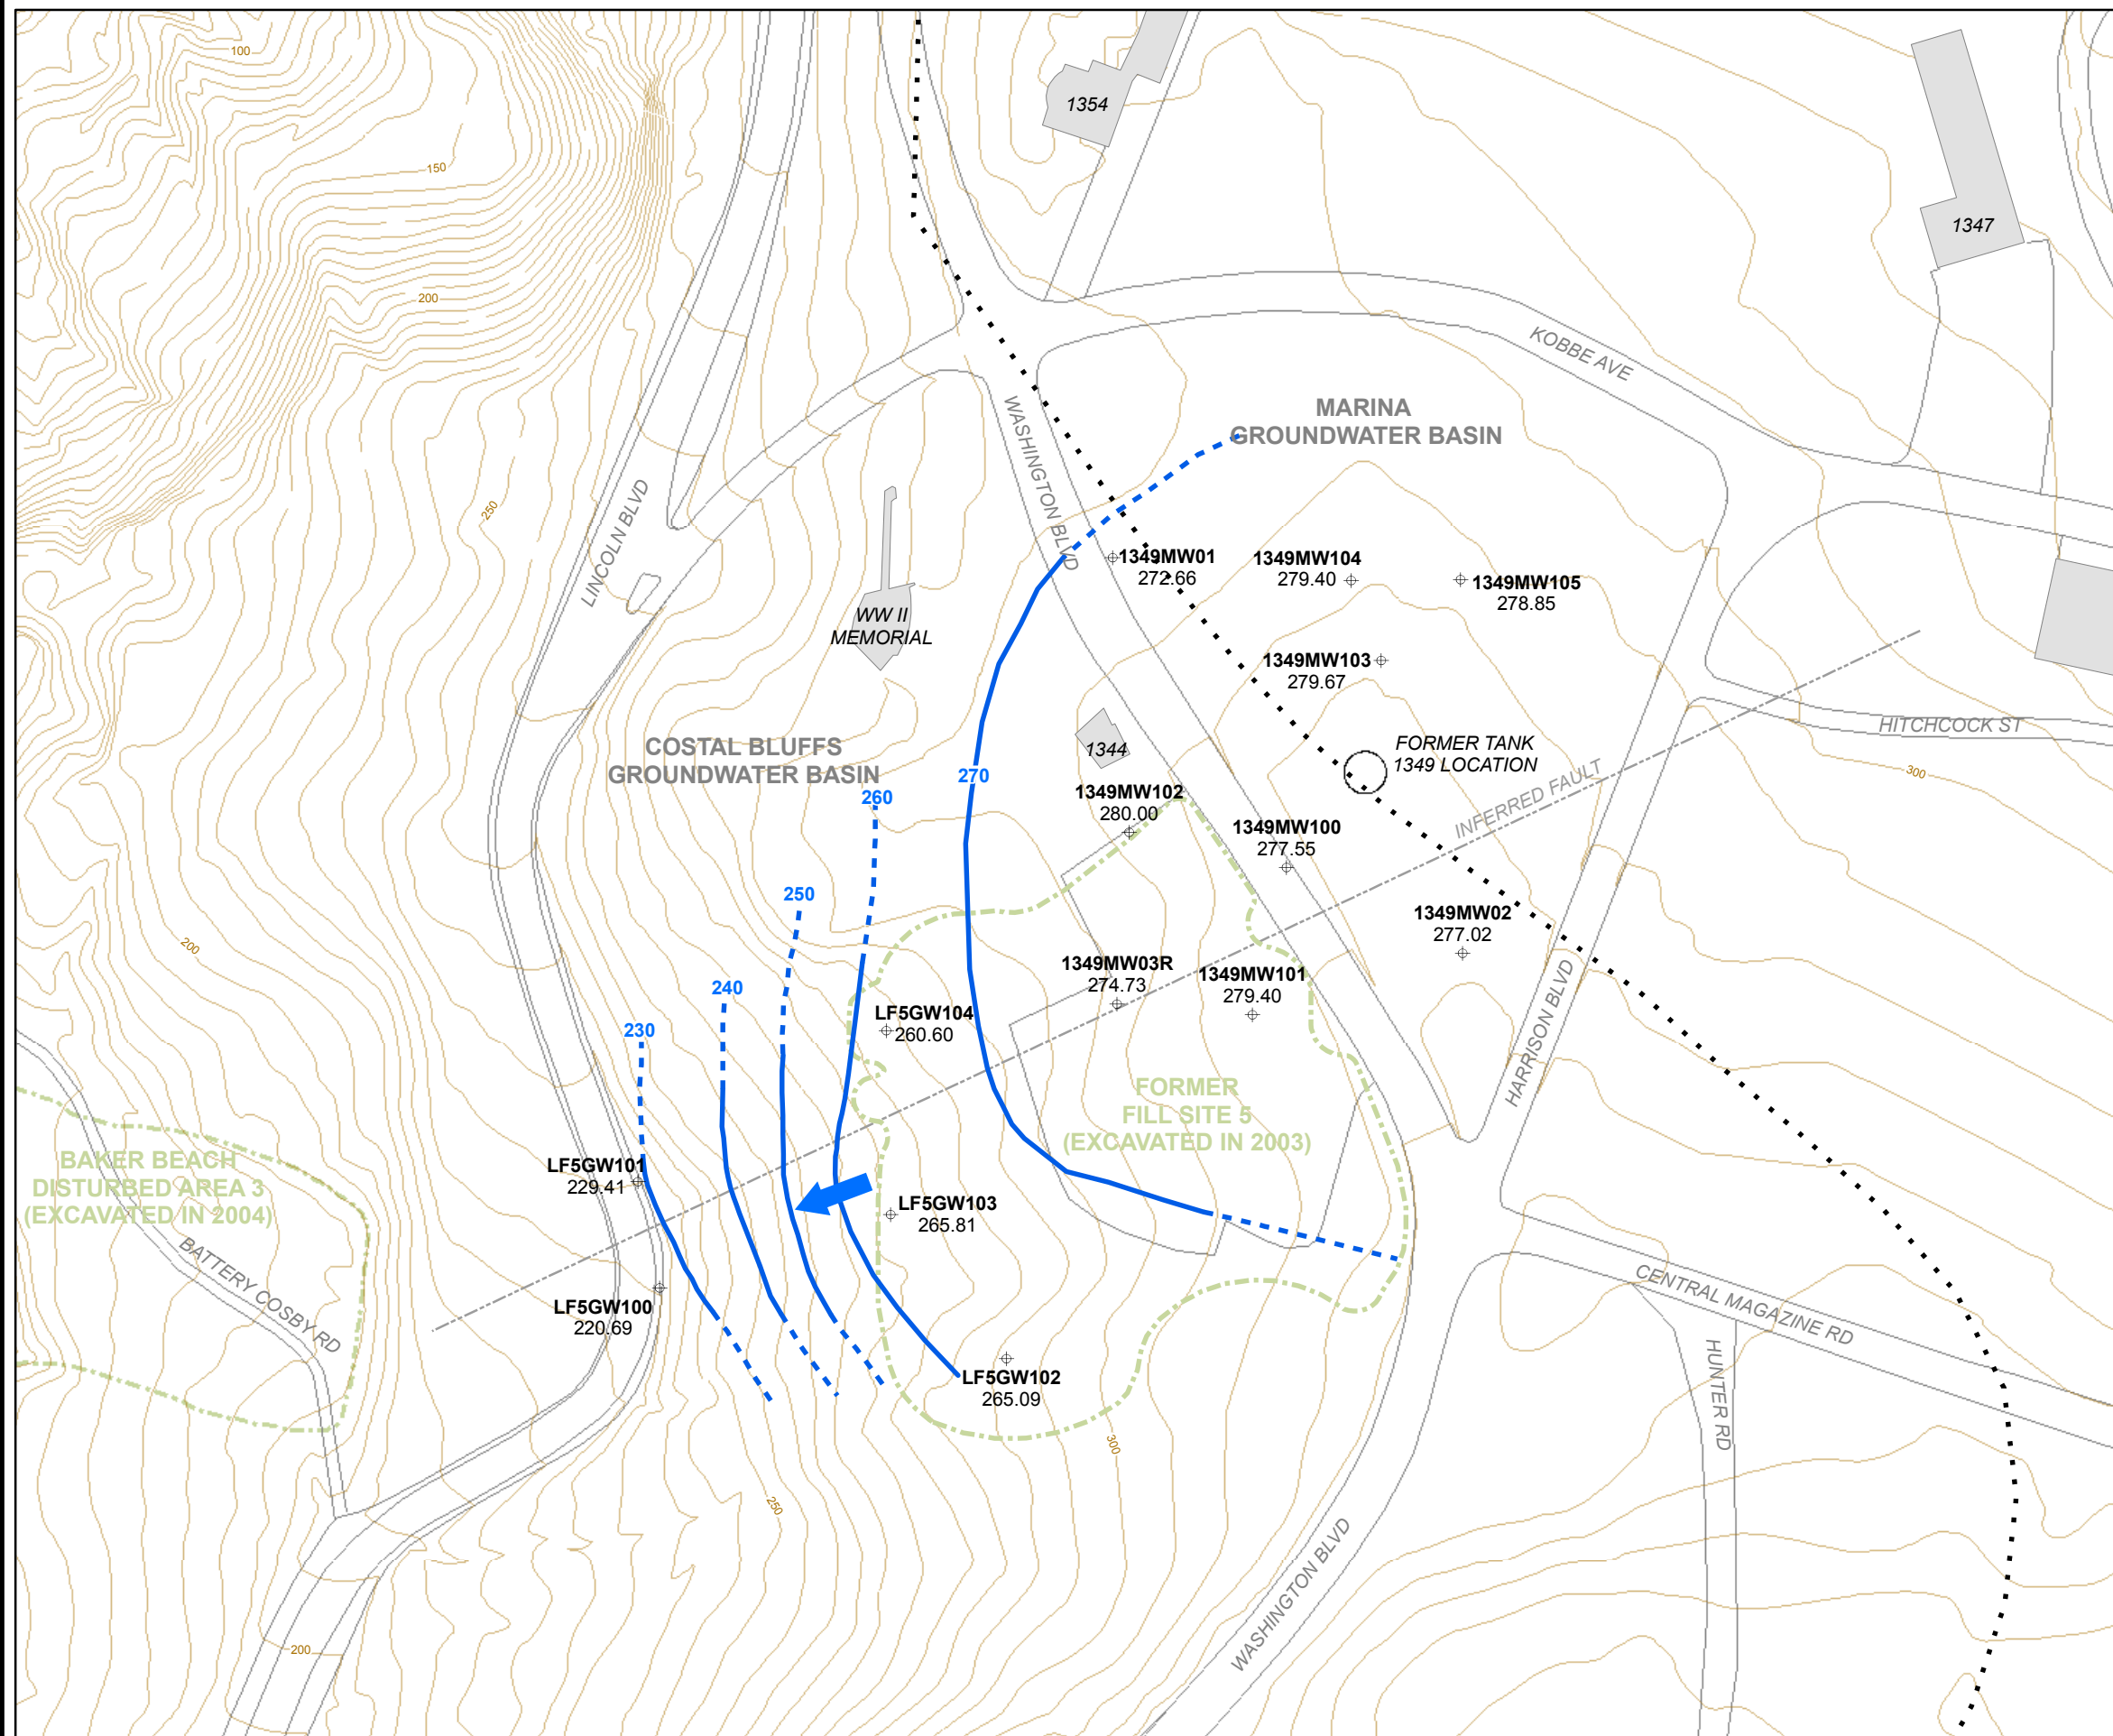 100
1354
150
1347
200
KOBBE AVE
MARINA
GROUNDWATER BASIN
WASHINGTON BLVD
250
LINCOLN BLVD
1349MW01
272.66
1349MW104
279.40
1349MW105
278.85
WW II
MEMORIAL
1349MW103
279.67
HITCHCOCK ST
COSTAL BLUFFS
GROUNDWATER BASIN
1344
FORMER TANK
1349 LOCATION
300
270
260
1349MW102
280.00
INFERRED FAULT
1349MW100
277.55
250
1349MW02
277.02
200
1349MW03R
274.73
1349MW101
279.40
240
LF5GW104
260.60
230
HARRISON BLVD
FORMER
FILL SITE 5
(EXCAVATED IN 2003)
BAKER BEACH
DISTURBED AREA 3
(EXCAVATED IN 2004)
LF5GW101
229.41
LF5GW103
265.81
BATTERY COSBY RD
LF5GW100
220.69
CENTRAL MAGAZINE RD
HUNTER RD
LF5GW102
265.09
300
250
WASHINGTON BLVD
200